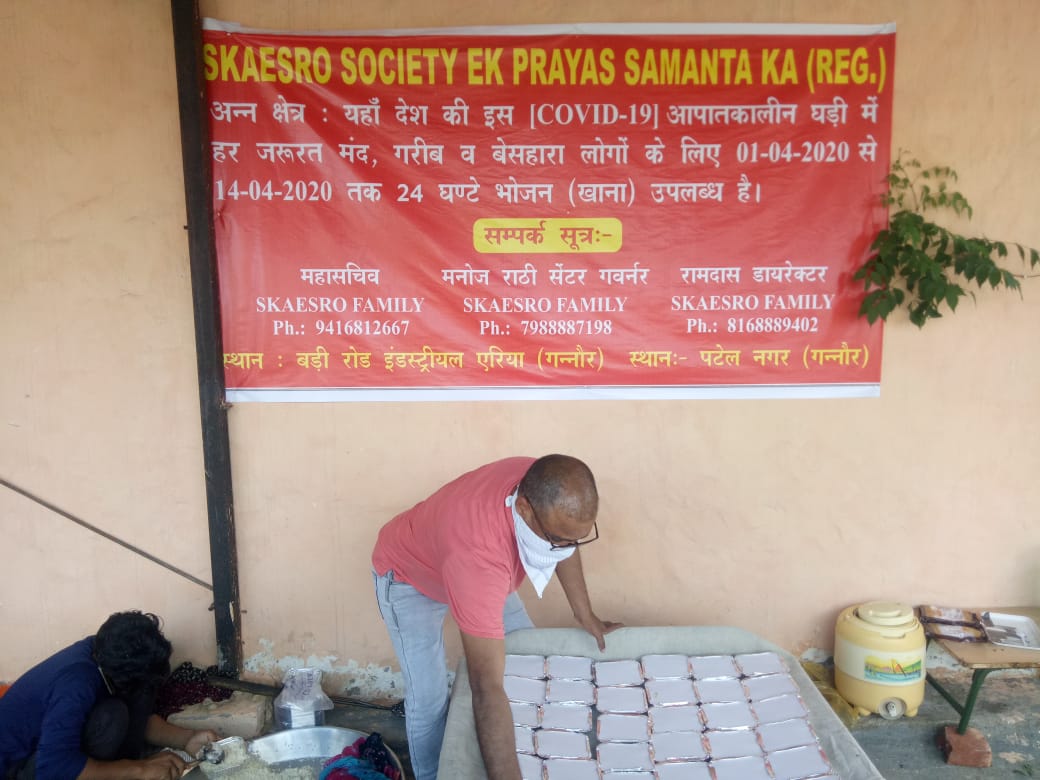 SKAESRO SOCIETY EK PRAYAS SAMANTA KA (REG.)
अन्न क्षेत्र : यहाँ देश की इस [COVID-19] आपातकालीन घड़ी में
हर जरूरत मंद, गरीब व बेसहारा लोगों के लिए 01-04-2020 से
14-04-2020 तक 24 घण्टे भोजन (खाना) उपलब्ध है।
सम्पर्क सूत्रः-
महासचिव
SKAESRO FAMILY
Ph.: 9416812667
मनोज राठी सेंटर गवर्नर
SKAESRO FAMILY
Ph.: 7988887198
रामदास डायरेक्टर
SKAESRO FAMILY
Ph.: 8168889402
स्थान : बड़ी रोड इंडस्ट्रीयल एरिया (गन्नौर) स्थानः- पटेल नगर (गन्नौर)